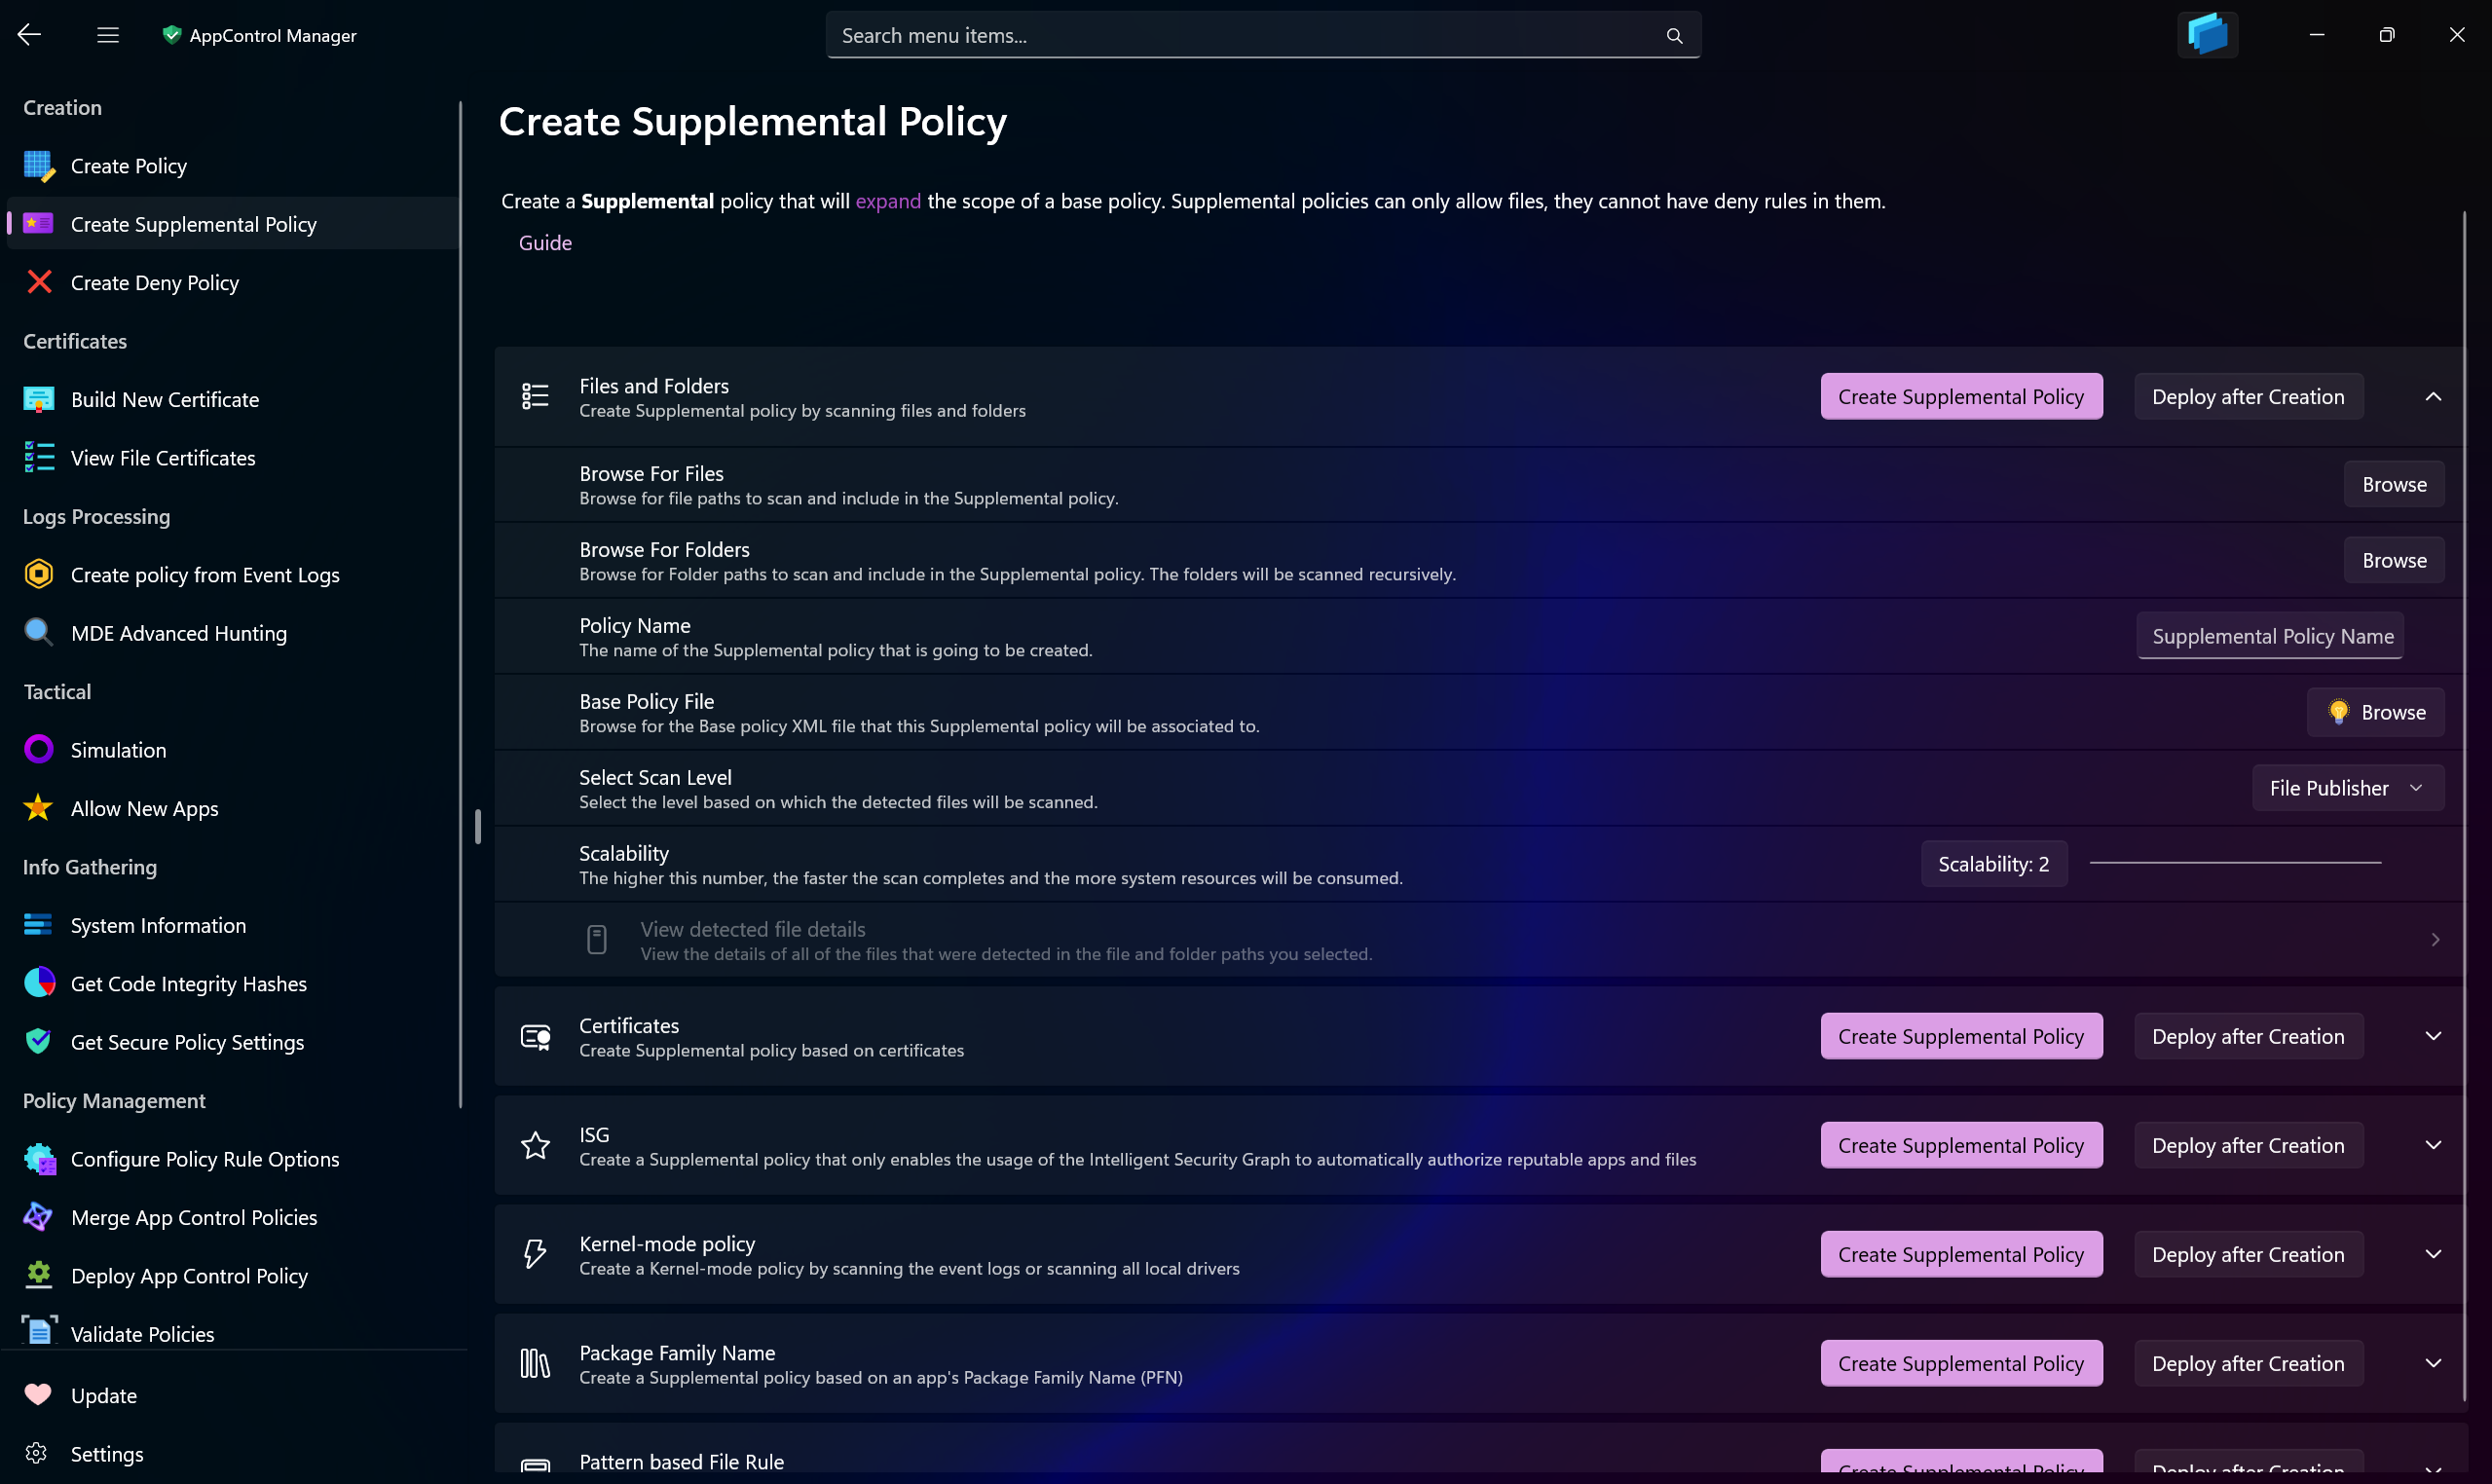 AppControl Manager
Search menu items...
Creation
Create Policy
Create Supplemental Policy
Create Deny Policy
Certificates
Build New Certificate
View File Certificates
Logs Processing
Create policy from Event Logs
MDE Advanced Hunting
Tactical
Simulation
Allow New Apps
Info Gathering
System Information
Get Code Integrity Hashes
Get Secure Policy Settings
Policy Management
Configure Policy Rule Options
Merge App Control Policies
Deploy App Control Policy
Validate Policies
Update
Settings
Create Supplemental Policy
Create a Supplemental policy that will expand the scope of a base policy. Supplemental policies can only allow files, they cannot have deny rules in them.
Guide
Files and Folders
Create Supplemental policy by scanning files and folders
Create Supplemental Policy
Deploy after Creation
Browse For Files
Browse for file paths to scan and include in the Supplemental policy.
Browse
Browse For Folders
Browse for Folder paths to scan and include in the Supplemental policy. The folders will be scanned recursively.
Browse
Policy Name
The name of the Supplemental policy that is going to be created.
Supplemental Policy Name
Base Policy File
Browse for the Base policy XML file that this Supplemental policy will be associated to.
Browse
Select Scan Level
Select the level based on which the detected files will be scanned.
File Publisher
Scalability
The higher this number, the faster the scan completes and the more system resources will be consumed.
Scalability: 2
View detected file details
View the details of all of the files that were detected in the file and folder paths you selected.
Certificates
Create Supplemental policy based on certificates
Create Supplemental Policy
Deploy after Creation
ISG
Create a Supplemental policy that only enables the usage of the Intelligent Security Graph to automatically authorize reputable apps and files
Create Supplemental Policy
Deploy after Creation
Kernel-mode policy
Create a Kernel-mode policy by scanning the event logs or scanning all local drivers
Create Supplemental Policy
Deploy after Creation
Package Family Name
Create a Supplemental policy based on an app's Package Family Name (PFN)
Create Supplemental Policy
Deploy after Creation
Pattern based File Rule
Create Supplemental Policy
Deploy after Creation